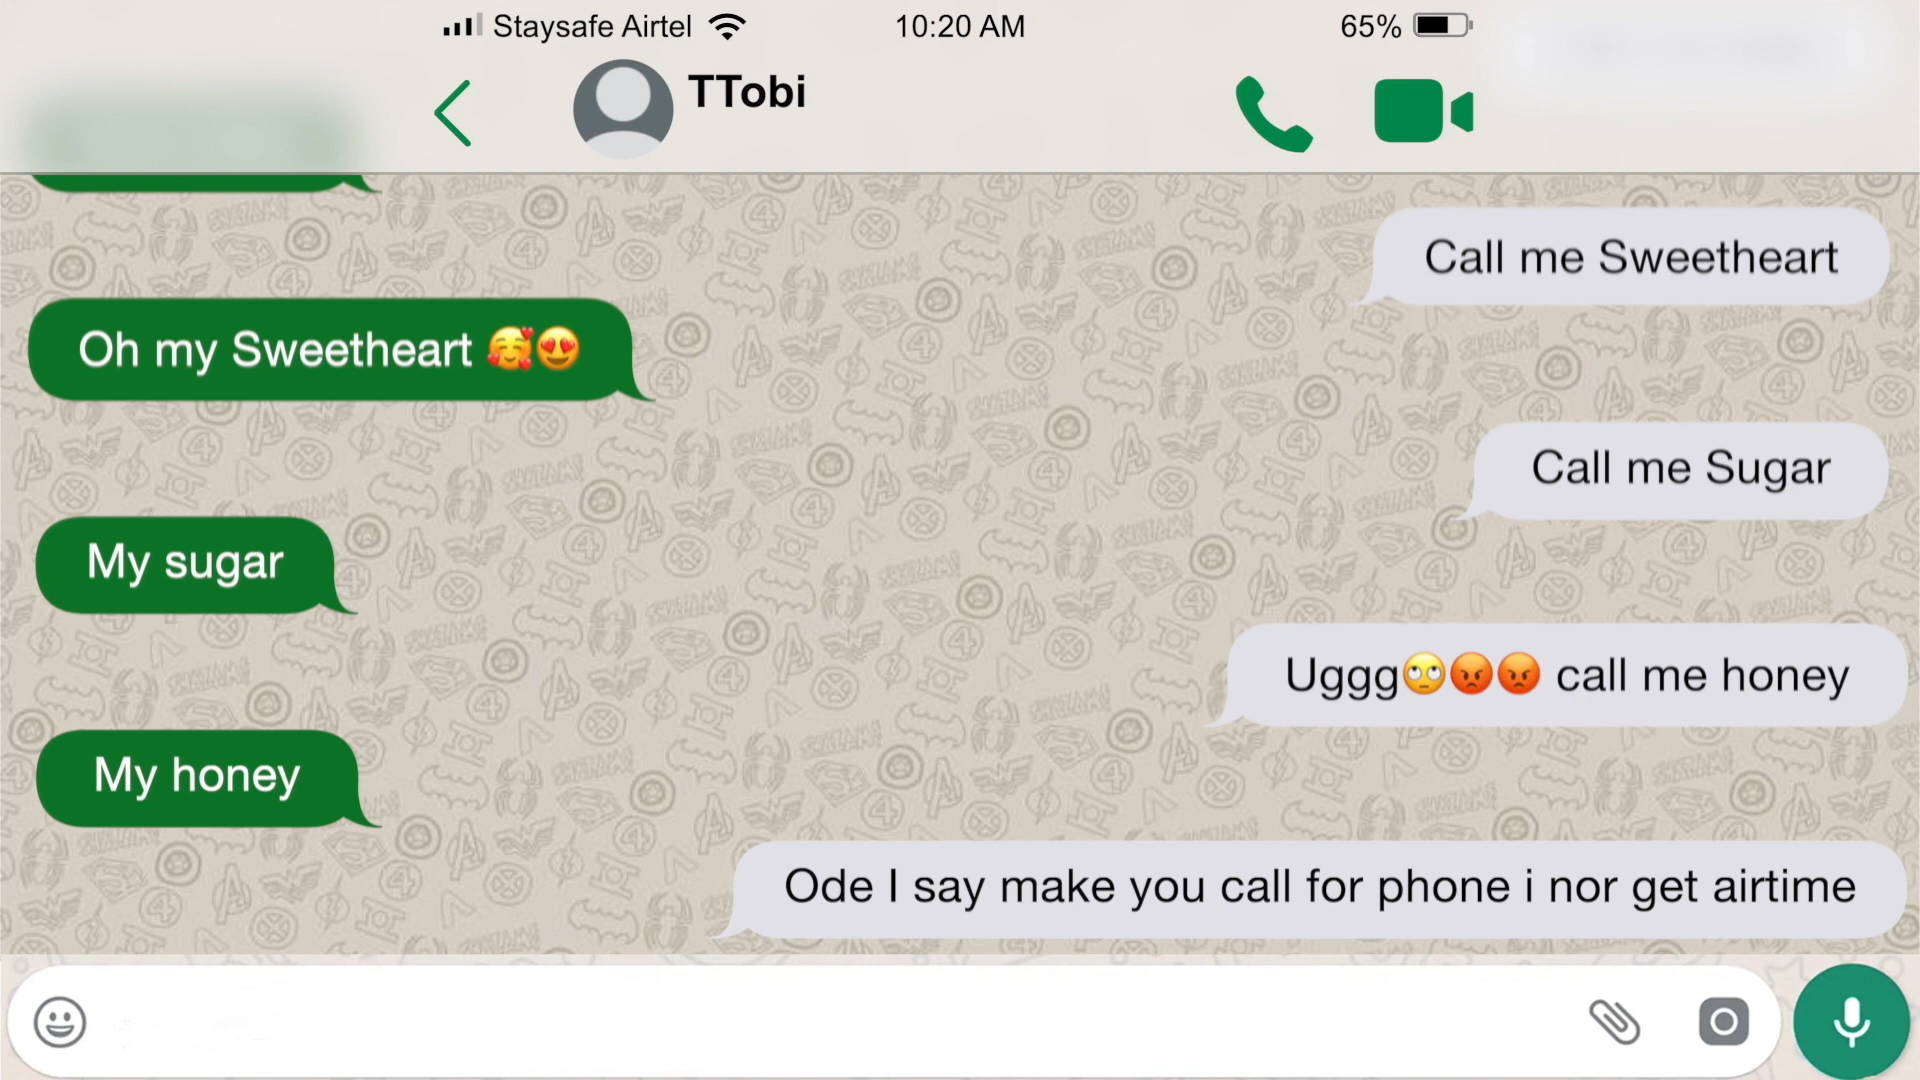 Staysafe Airtel 10:20 AM 65%
TTobi
Call me Sweetheart
Oh my Sweetheart 🥰😍
Call me Sugar
My sugar
Uggg🙄😡😡 call me honey
My honey
Ode I say make you call for phone i nor get airtime